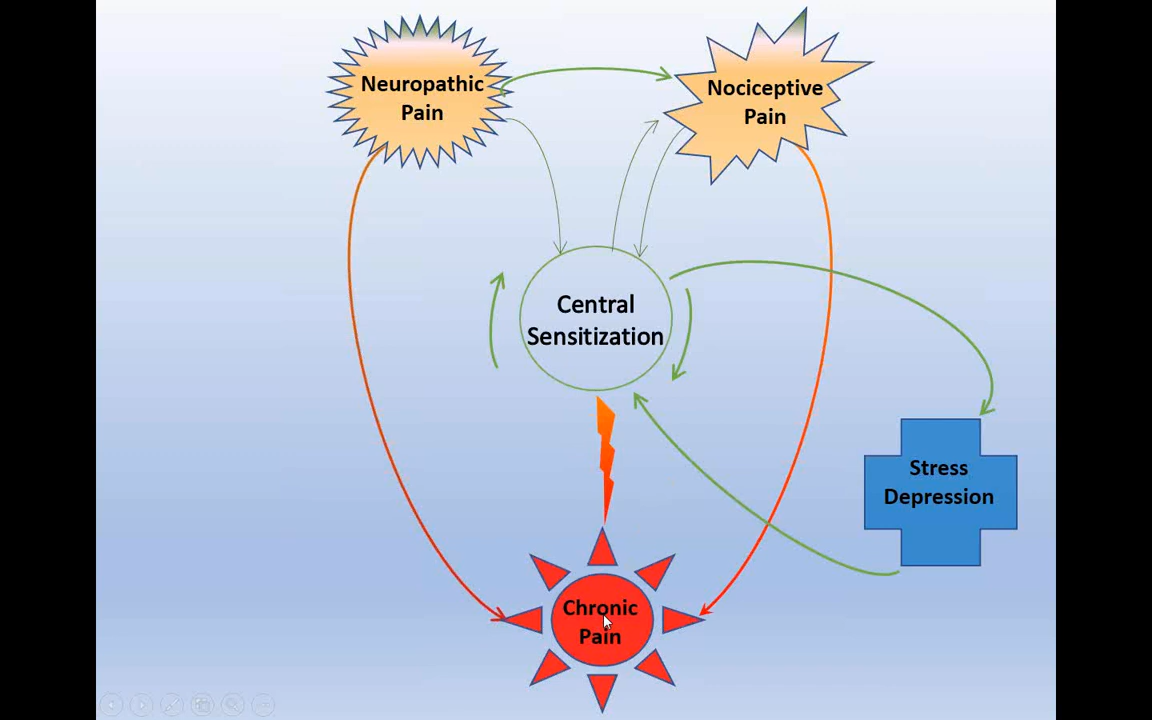 Neuropathic
Pain
Nociceptive
Pain
Central
Sensitization
Stress
Depression
Chronic
Pain